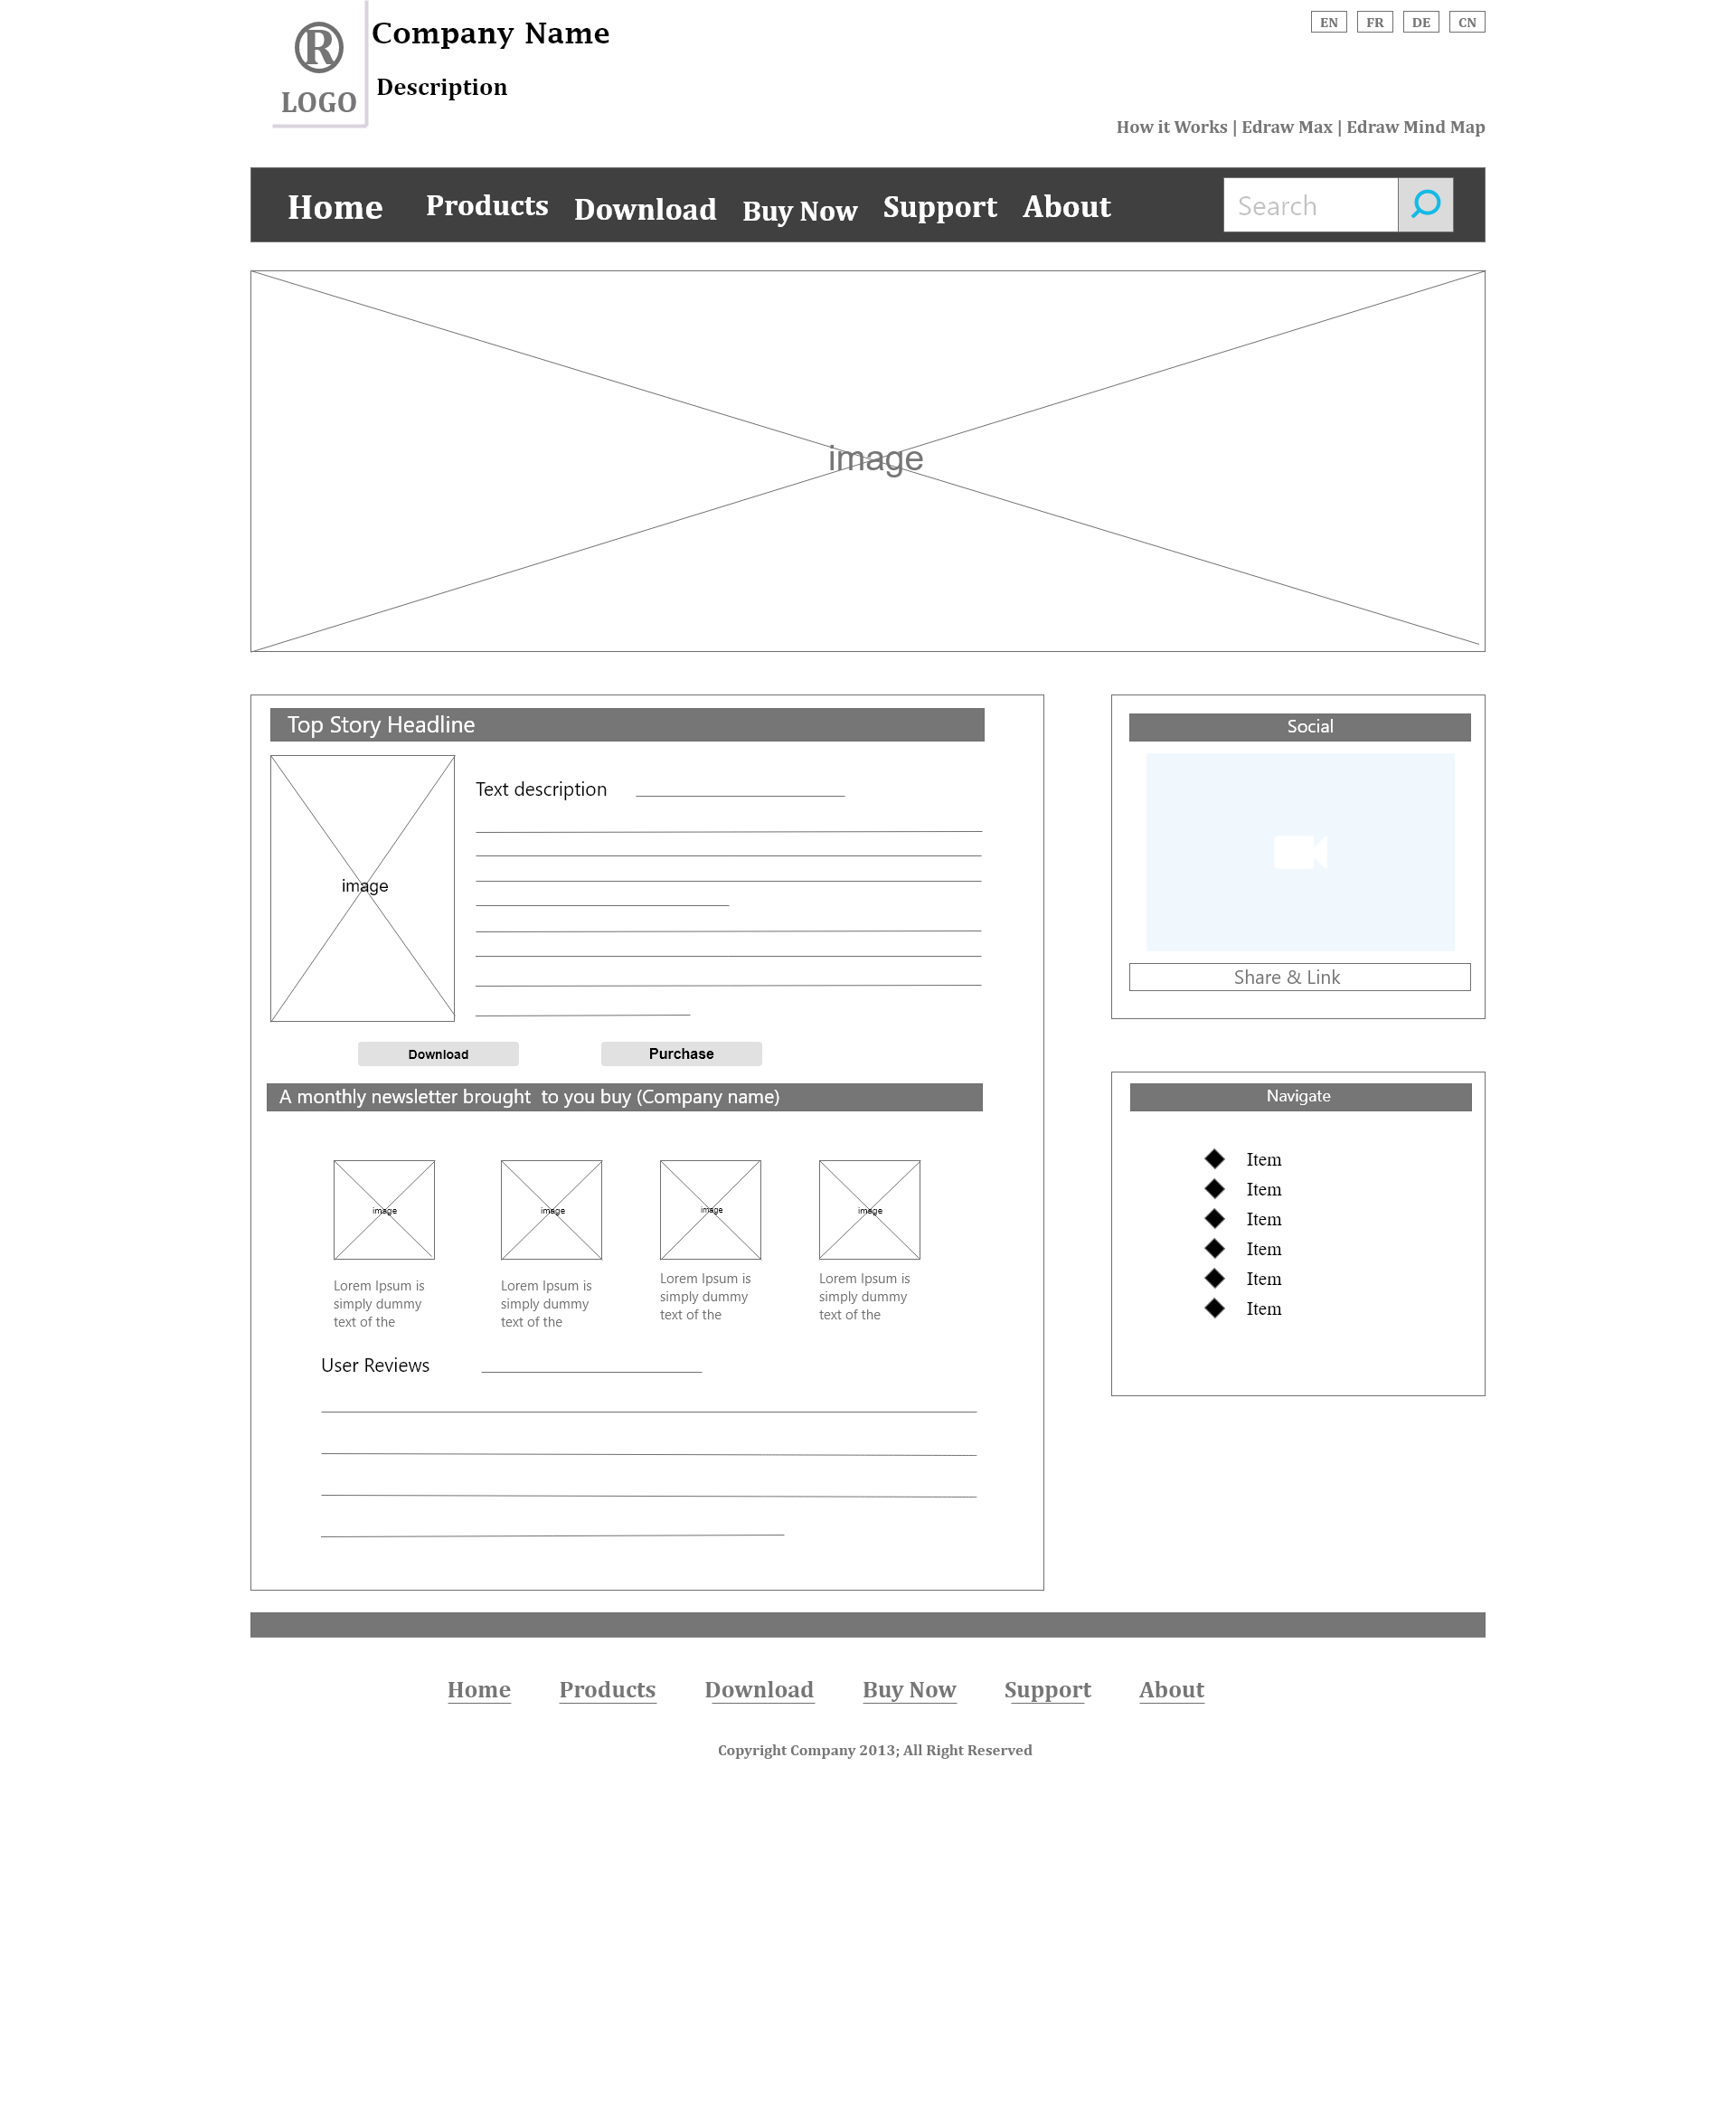 ®
LOGO
Company Name
Description
EN FR DE CN
How it Works | Edraw Max | Edraw Mind Map
Home Products Download Buy Now Support About Search
image
Top Story Headline
Text description
image
Download Purchase
A monthly newsletter brought  to you buy (Company name)
image image image image
Lorem Ipsum is
simply dummy
text of the
Lorem Ipsum is
simply dummy
text of the
Lorem Ipsum is
simply dummy
text of the
Lorem Ipsum is
simply dummy
text of the
User Reviews
Social
Share & Link
Navigate
Item
Item
Item
Item
Item
Item
Home Products Download Buy Now Support About
Copyright Company 2013; All Right Reserved